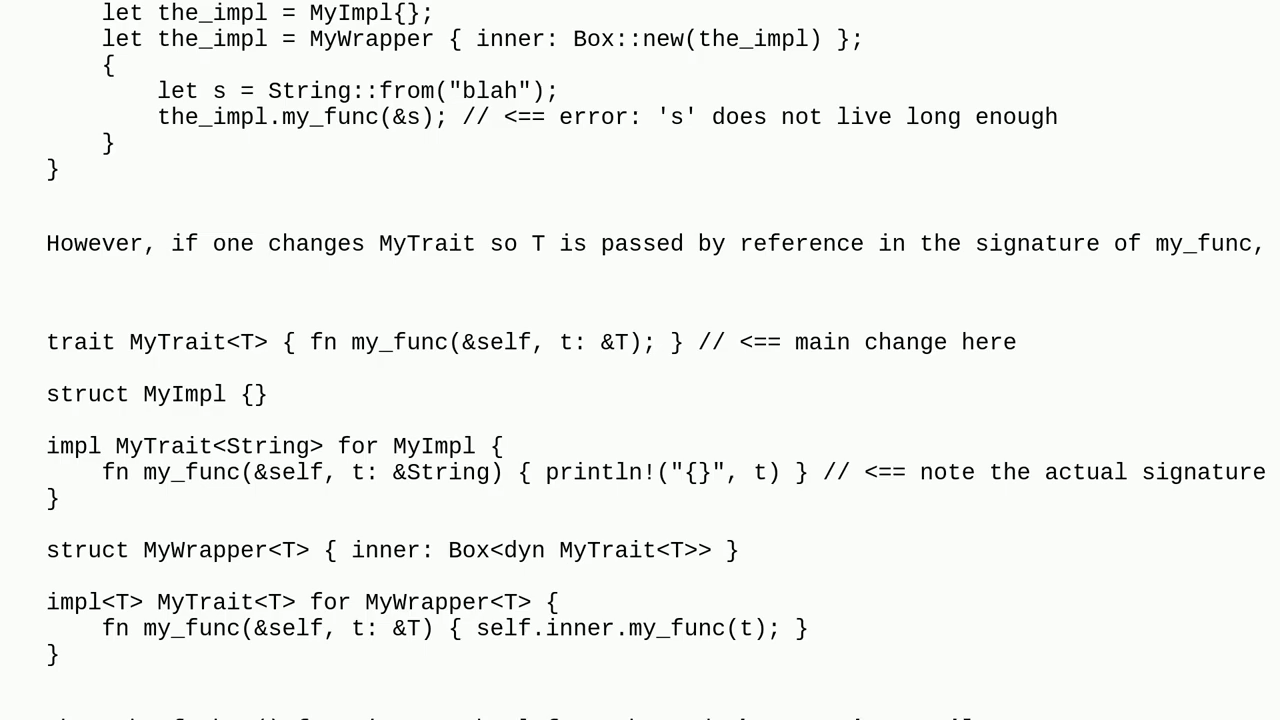 let the_impl = MyImpl{};
let the_impl = MyWrapper { inner: Box::new(the_impl) };
{
let s = String::from("blah");
the_impl.my_func(&s); // <== error: 's' does not live long enough
}
}
However, if one changes MyTrait so T is passed by reference in the signature of my_func,
trait MyTrait<T> { fn my_func(&self, t: &T); } // <== main change here
struct MyImpl {}
impl MyTrait<String> for MyImpl {
fn my_func(&self, t: &String) { println!("{}", t) } // <== note the actual signature
}
struct MyWrapper<T> { inner: Box<dyn MyTrait<T>> }
impl<T> MyTrait<T> for MyWrapper<T> {
fn my_func(&self, t: &T) { self.inner.my_func(t); }
}